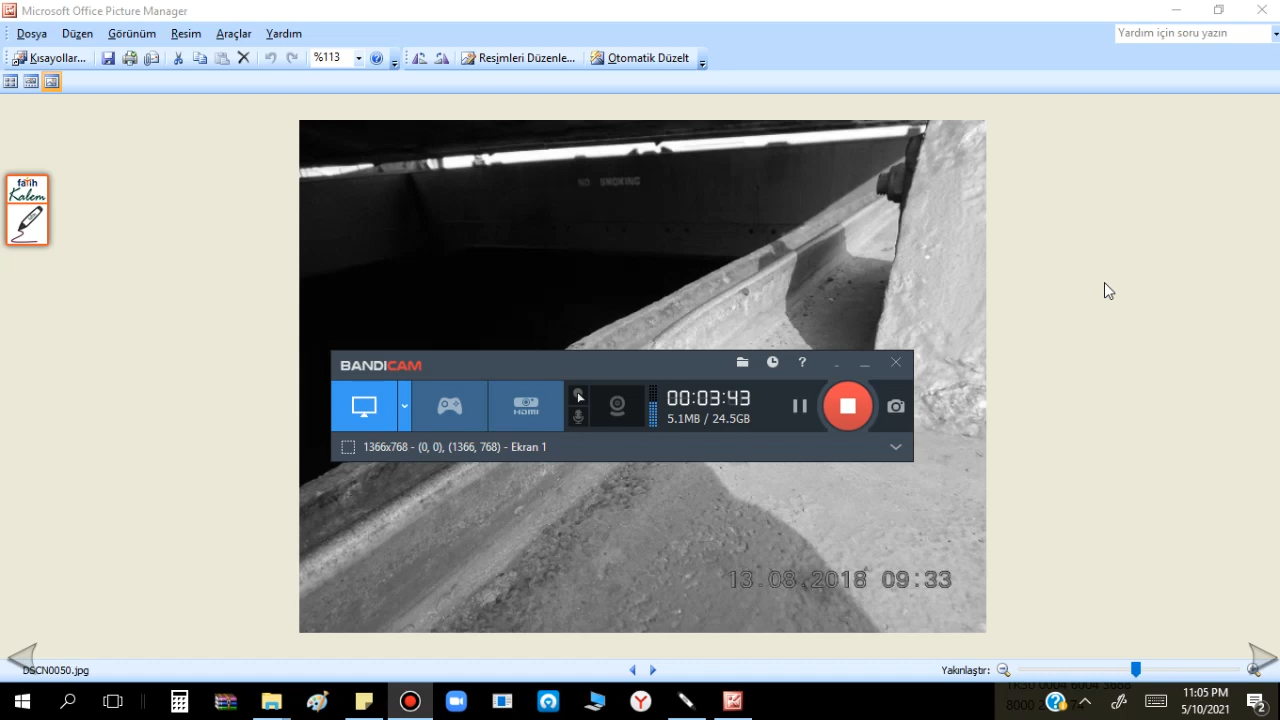 Microsoft Office Picture Manager
Dosya Düzen Görünüm Resim Araçlar Yardım
Yardım için soru yazın
Kısayollar... %113 Resimleri Düzenle... Otomatik Düzelt
fatih
Kalem
NO SMOKING
BANDICAM
HDMI
00:03:43
5.1MB / 24.5GB
1366x768 - (0, 0), (1366, 768) - Ekran 1
13.08.2018 09:33
DSCN0050.jpg
Yakınlaştır:
11:05 PM
5/10/2021
2